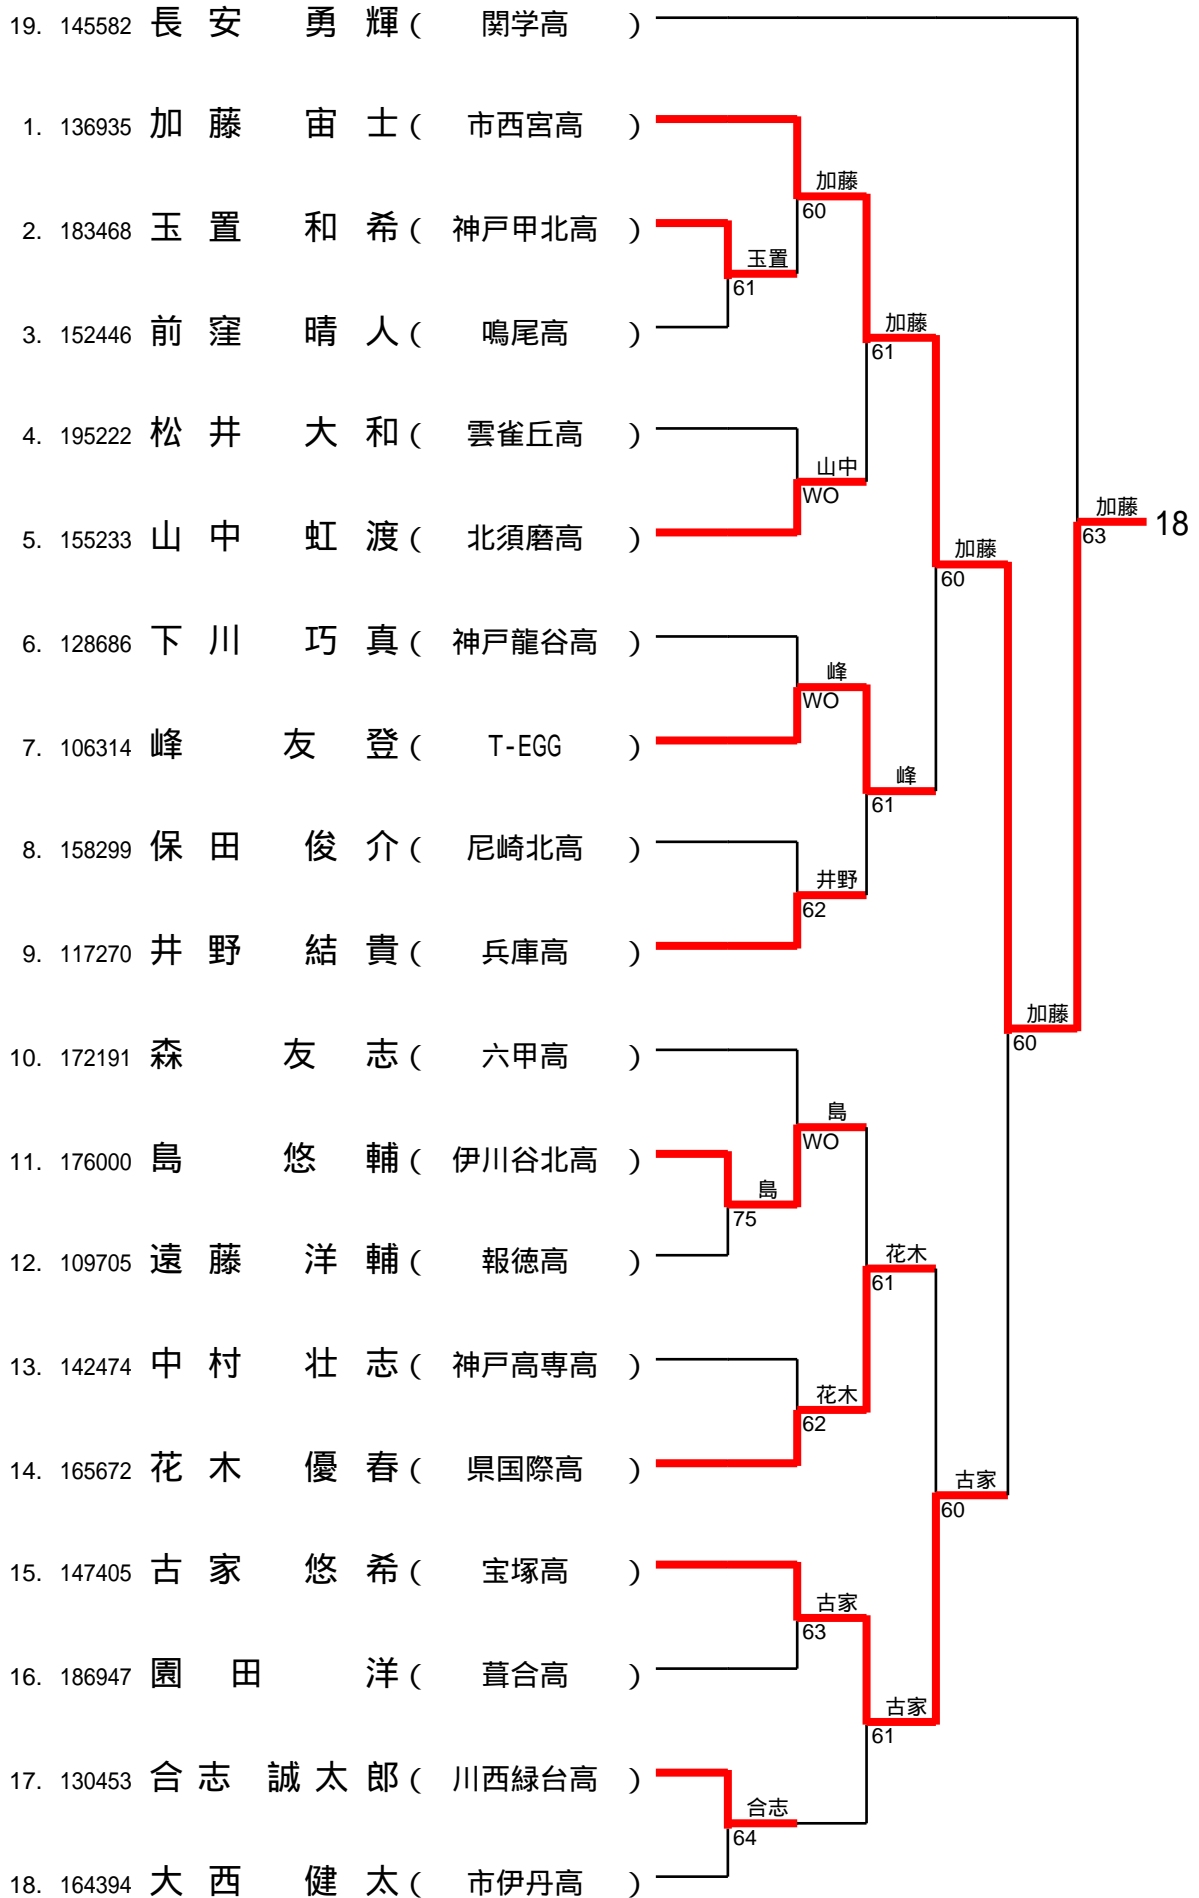 19. 145582 長安 勇輝( 関学高 )
1. 136935 加藤 宙士( 市西宮高 )
加藤
60
2. 183468 玉置 和希( 神戸甲北高 )
玉置
61
3. 152446 前窪 晴人( 鳴尾高 )
加藤
61
4. 195222 松井 大和( 雲雀丘高 )
山中
WO
加藤 18
63
5. 155233 山中 虹渡( 北須磨高 )
加藤
60
6. 128686 下川 巧真( 神戸龍谷高 )
峰
WO
7. 106314 峰 友登( T-EGG )
峰
61
8. 158299 保田 俊介( 尼崎北高 )
井野
62
9. 117270 井野 結貴( 兵庫高 )
加藤
60
10. 172191 森 友志( 六甲高 )
島
WO
11. 176000 島 悠輔( 伊川谷北高 )
島
75
12. 109705 遠藤 洋輔( 報徳高 )
花木
61
13. 142474 中村 壮志( 神戸高専高 )
花木
62
14. 165672 花木 優春( 県国際高 )
古家
60
15. 147405 古家 悠希( 宝塚高 )
古家
63
16. 186947 園田 洋( 葺合高 )
古家
61
17. 130453 合志 誠太郎( 川西緑台高 )
合志
64
18. 164394 大西 健太( 市伊丹高 )